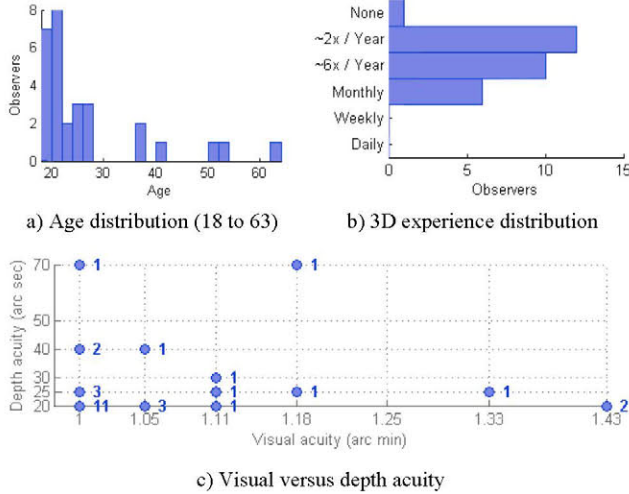 8
6
4
2
0
Observers
20 30 40 50 60
Age
a) Age distribution (18 to 63)
None
~2x / Year
~6x / Year
Monthly
Weekly
Daily
0 5 10 15
Observers
b) 3D experience distribution
Depth acuity (arc sec)
70 1 1
50
40 2 1
30 1
25 3 1 1 1
20 11 3 1 2
1 1.05 1.11 1.18 1.25 1.33 1.43
Visual acuity (arc min)
c) Visual versus depth acuity